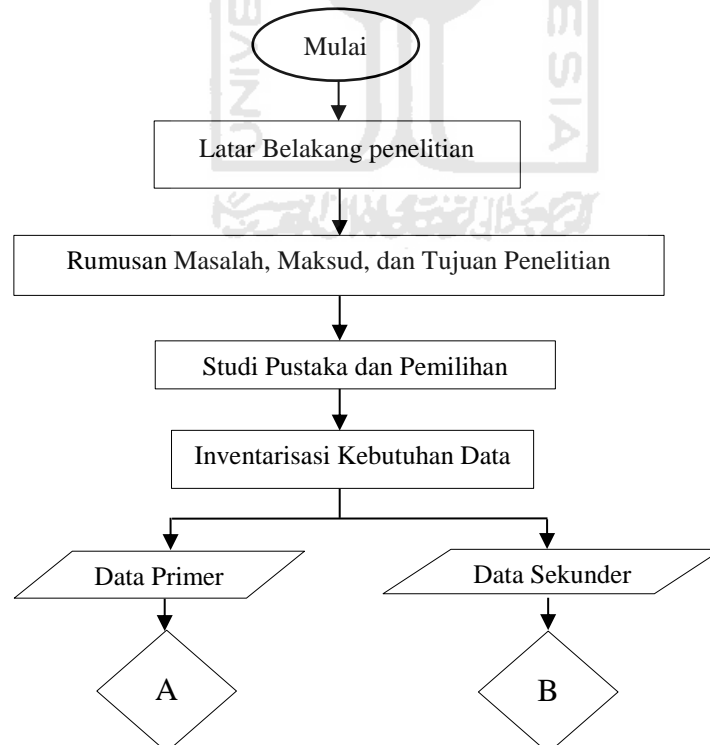 Mulai
Latar Belakang penelitian
Rumusan Masalah, Maksud, dan Tujuan Penelitian
Studi Pustaka dan Pemilihan
Inventarisasi Kebutuhan Data
Data Primer
Data Sekunder
A
B